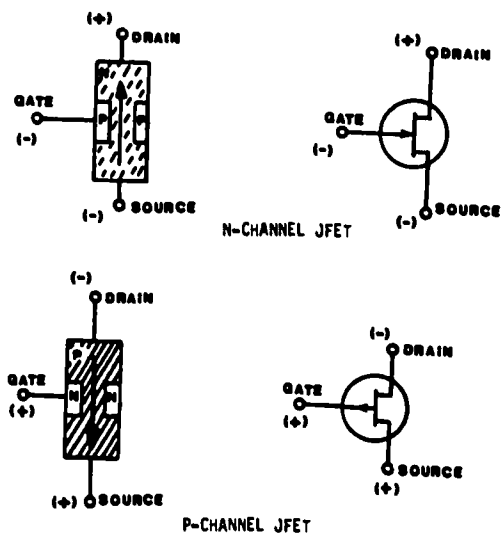 (+)
DRAIN
N
GATE
P P
(-)
(-) SOURCE
(+)
DRAIN
GATE
(-)
SOURCE
(-)
N-CHANNEL JFET
(-)
DRAIN
P
GATE
N N
(+)
(+) SOURCE
(-)
DRAIN
GATE
(+)
SOURCE
(+)
P-CHANNEL JFET